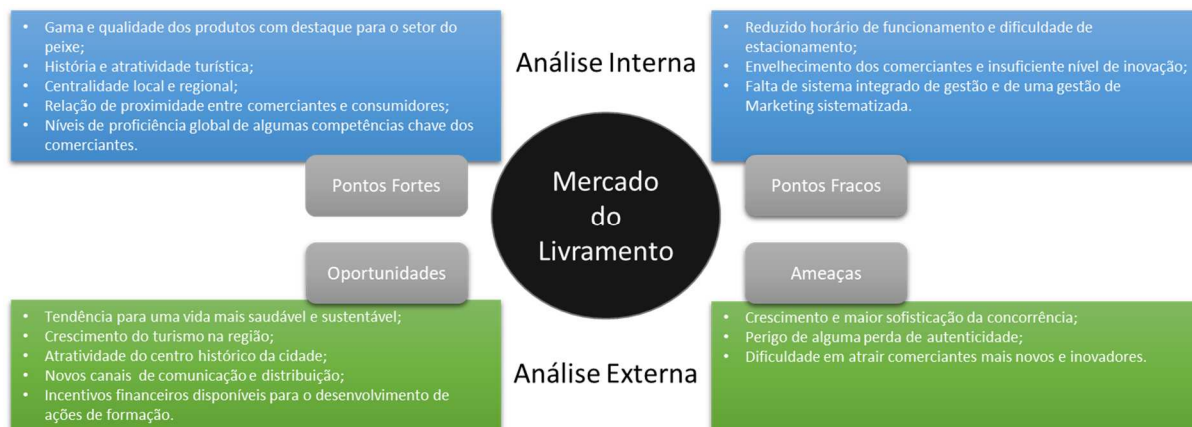 • Gama e qualidade dos produtos com destaque para o setor do
peixe;
• História e atratividade turística;
• Centralidade local e regional;
• Relação de proximidade entre comerciantes e consumidores;
• Níveis de proficiência global de algumas competências chave dos
comerciantes.
Pontos Fortes
Análise Interna
• Reduzido horário de funcionamento e dificuldade de
estacionamento;
• Envelhecimento dos comerciantes e insuficiente nível de inovação;
• Falta de sistema integrado de gestão e de uma gestão de
Marketing sistematizada.
Pontos Fracos
Mercado
do
Livramento
Oportunidades
• Tendência para uma vida mais saudável e sustentável;
• Crescimento do turismo na região;
• Atratividade do centro histórico da cidade;
• Novos canais de comunicação e distribuição;
• Incentivos financeiros disponíveis para o desenvolvimento de
ações de formação.
Análise Externa
Ameaças
• Crescimento e maior sofisticação da concorrência;
• Perigo de alguma perda de autenticidade;
• Dificuldade em atrair comerciantes mais novos e inovadores.